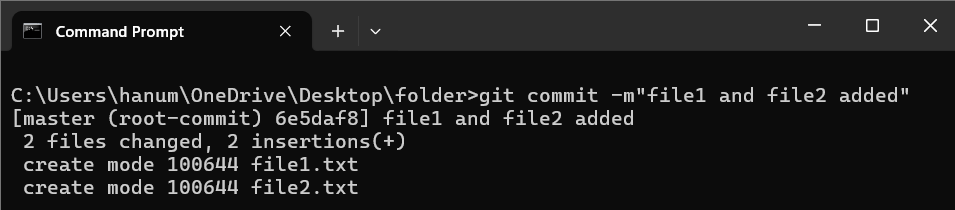 Command Prompt
C:\Users\hanum\OneDrive\Desktop\folder>git commit -m"file1 and file2 added"
[master (root-commit) 6e5daf8] file1 and file2 added
 2 files changed, 2 insertions(+)
 create mode 100644 file1.txt
 create mode 100644 file2.txt